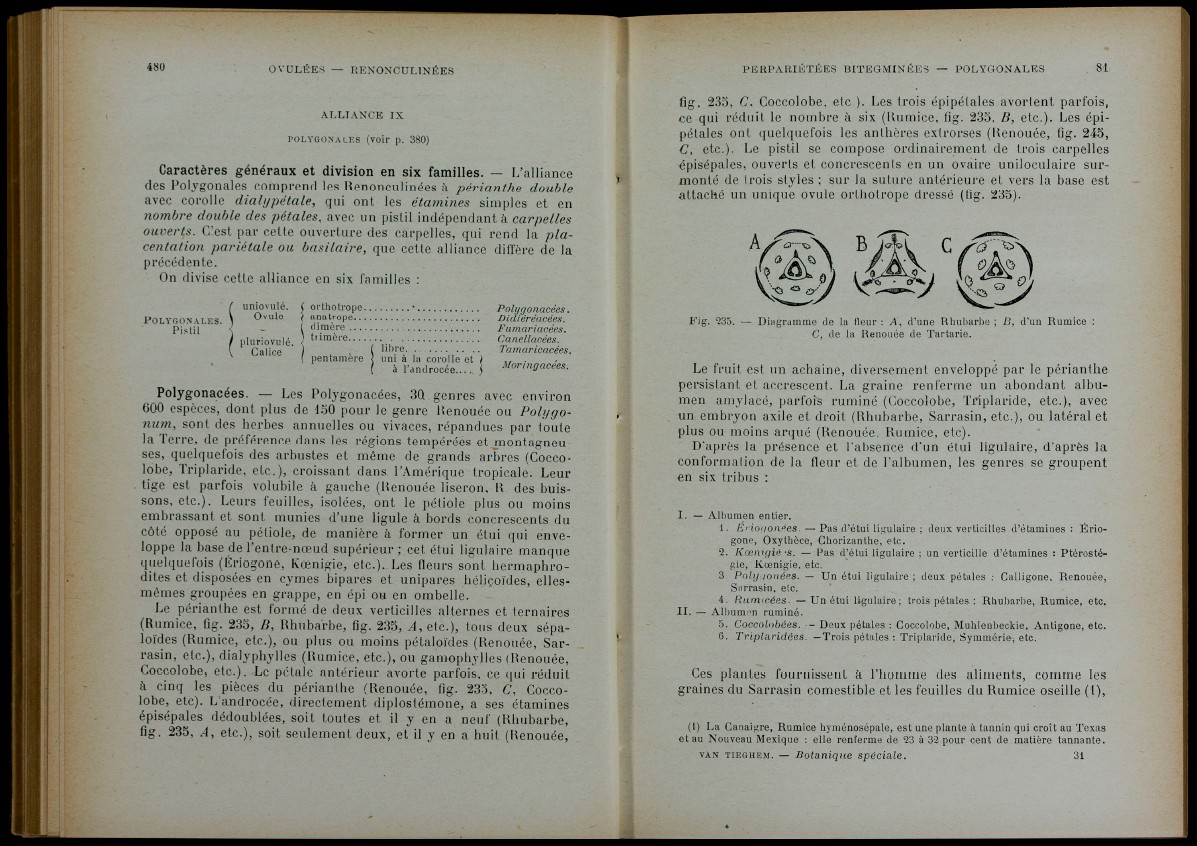 480
OVULÉES — RENONCULINÉES
ALLIANCE IX
POLYGONALES (voir p. 380)
Caractères généraux et division en six familles. — L'alliance
des Polygonales comprend les Renonculinées à périanthe double
avec corolle dialypétale, qui ont les étamines simples et en
nombre double des pétales, avec un pistil indépendant à carpelles
ouverts. C'est par cette ouverture des carpelles, qui rend la pla-
centation pariétale ou basilaire, que cette alliance diffère de la
précédente.
On divise cette alliance en six familles :
POLYGONALES.
Pistil
uniovulé.
Ovule
orthotrope. Polygonacées.
anatrope. Didiéréacées.
pluriovulé.
Calice
dimère. Fumariacées.
trimère. Canellacées.
pentamère
libre. Tamaricacées.
uni à la corolle et
à l'androcée. Moringacées.
Polygonacées. — Les Polygonacées, 30 genres avec environ
600 espèces, dont plus de 150 pour le genre Renouée ou Polygo-
num, sont des herbes annuelles ou vivaces, répandues par toute
la Terre, de préférence dans les régions tempérées et montagneu
ses, quelquefois des arbustes et même de grands arbres (Cocco-
lobe, Triplaride, etc.), croissant dans l'Amérique tropicale. Leur
tige est parfois volubile à gauche (Renouée liseron, R des buis-
sons, etc.). Leurs feuilles, isolées, ont le pétiole plus ou moins
embrassant et sont munies d'une ligule à bords concrescents du
côté opposé au pétiole, de manière à former un étui qui enve-
loppe la base de l'entre-nœud supérieur ; cet étui ligulaire manque
quelquefois (Ériogone, Kœnigie, etc.). Les fleurs sont hermaphro-
dites et disposées en cymes bipares et unipares héliçoïdes, elles-
mêmes groupées en grappe, en épi ou en ombelle.
Le périanthe est formé de deux verticilles alternes et ternaires
(Rumice, fig. 235, B, Rhubarbe, fig. 235, A, etc.), tous deux sépa-
loïdes (Rumice, etc.), ou plus ou moins pétaloïdes (Renouée, Sar-
rasin, etc.), dialyphylles (Rumice, etc.), ou gamophylles (Renouée,
Coccolobe, etc.). Le pétale antérieur avorte parfois, ce qui réduit
à cinq les pièces du périanthe (Renouée, fig. 235, C, Cocco-
lobe, etc). L'androcée, directement diplostémone, a ses étamines
épisépales dédoublées, soit toutes et il y en a neuf (Rhubarbe,
fig. 235, A, etc.), soit seulement deux, et il y en a huit (Renouée,
PERPARIÉTÉES BITEGMINÉES — POLYGONALES
81
fig. 235, C. Coccolobe, etc ). Les trois épipétales avortent parfois,
ce qui réduit le nombre à six (Rumice, fig. 235, B, etc.). Les épi-
pétales ont quelquefois les anthères extrorses (Renouée, fig. 245,
C, etc.). Le pistil se compose ordinairement de trois carpelles
épisépales, ouverts et concrescents en un ovaire uniloculaire sur-
monté de trois styles ; sur la suture antérieure et vers la base est
attaché un unique ovule orthotrope dressé (fig. 235).
A B C
Fig. 235. — Diagramme de la fleur : A, d'une Rhubarbe ; B, d'un Rumice :
C, de la Renouée de Tartarie.
Le fruit est un achaine, diversement enveloppé par le périanthe
persistant et accrescent. La graine renferme un abondant albu-
men amylacé, parfois ruminé (Coccolobe, Triplaride, etc.), avec
un embryon axile et droit (Rhubarbe, Sarrasin, etc.), ou latéral et
plus ou moins arqué (Renouée, Rumice, etc).
D'après la présence et l'absence d'un étui ligulaire, d'après la
conformation de la fleur et de l'albumen, les genres se groupent
en six tribus :
I. — Albumen entier.
1. Ériogonées. — Pas d'étui ligulaire ; deux verticilles d'étamines : Ério-
gone, Oxythèce, Chorizanthe, etc.
2. Kœnigiées. — Pas d'étui ligulaire ; un verticille d'étamines : Ptérosté-
gie, Kœnigie, etc.
3 Polygonées. — Un étui ligulaire ; deux pétales : Calligone, Renouée,
Sarrasin, etc.
4. Rumicées. — Un étui ligulaire ; trois pétales : Rhubarbe, Rumice, etc.
II. — Albumen ruminé.
5. Coccolobées. — Deux pétales : Coccolobe, Muhlenbeckie, Antigone, etc.
6. Triplaridées. — Trois pétales : Triplaride, Symmérie, etc.
Ces plantes fournissent à l'homme des aliments, comme les
graines du Sarrasin comestible et les feuilles du Rumice oseille (1),
(1) La Canaigre, Rumice hyménosépale, est une plante à tannin qui croît au Texas
et au Nouveau Mexique : elle renferme de 23 à 32 pour cent de matière tannante.
VAN TIEGHEM. — Botanique spéciale. 31